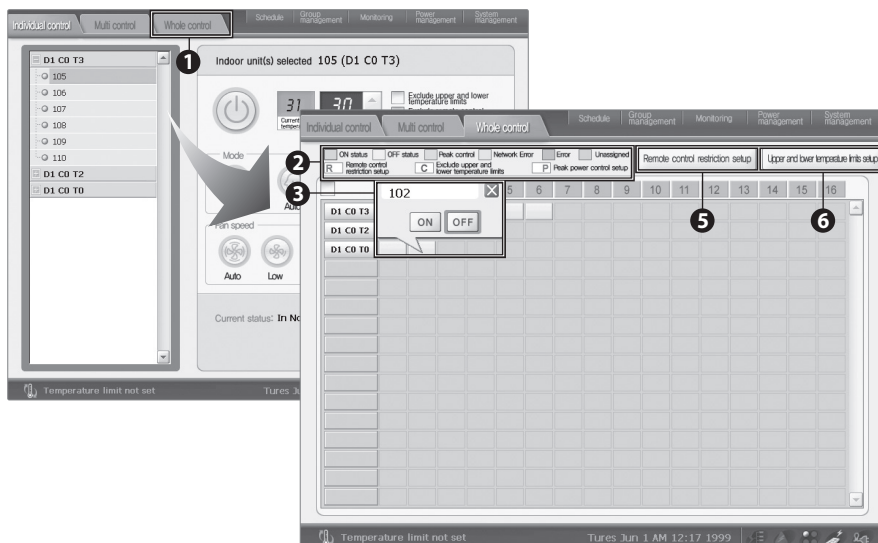 Individual control Multi control Whole control Schedule Group management Monitoring Power management System management
1
D1 C0 T3
105
106
107
108
109
110
D1 C0 T2
D1 C0 T0
Indoor unit(s) selected 105 (D1 C0 T3)
31 30
Current
Exclude upper and lower temperature limits
Mode
Auto
Fan speed
Auto Low
Current status: In No
Temperature limit not set Tures
Individual control Multi control Whole control Schedule Group management Monitoring Power management System management
2
ON status OFF status Peak control Network Error Error Unassigned
R Remote control restriction setup C Exclude upper and lower temperature limits P Peak power control setup
Remote control restriction setup
Upper and lower temperature limits setup
3
102
ON OFF
5 6 7 8 9 10 11 12 13 14 15 16
5
6
D1 C0 T3
D1 C0 T2
D1 C0 T0
Temperature limit not set Tures Jun 1 AM 12:17 1999